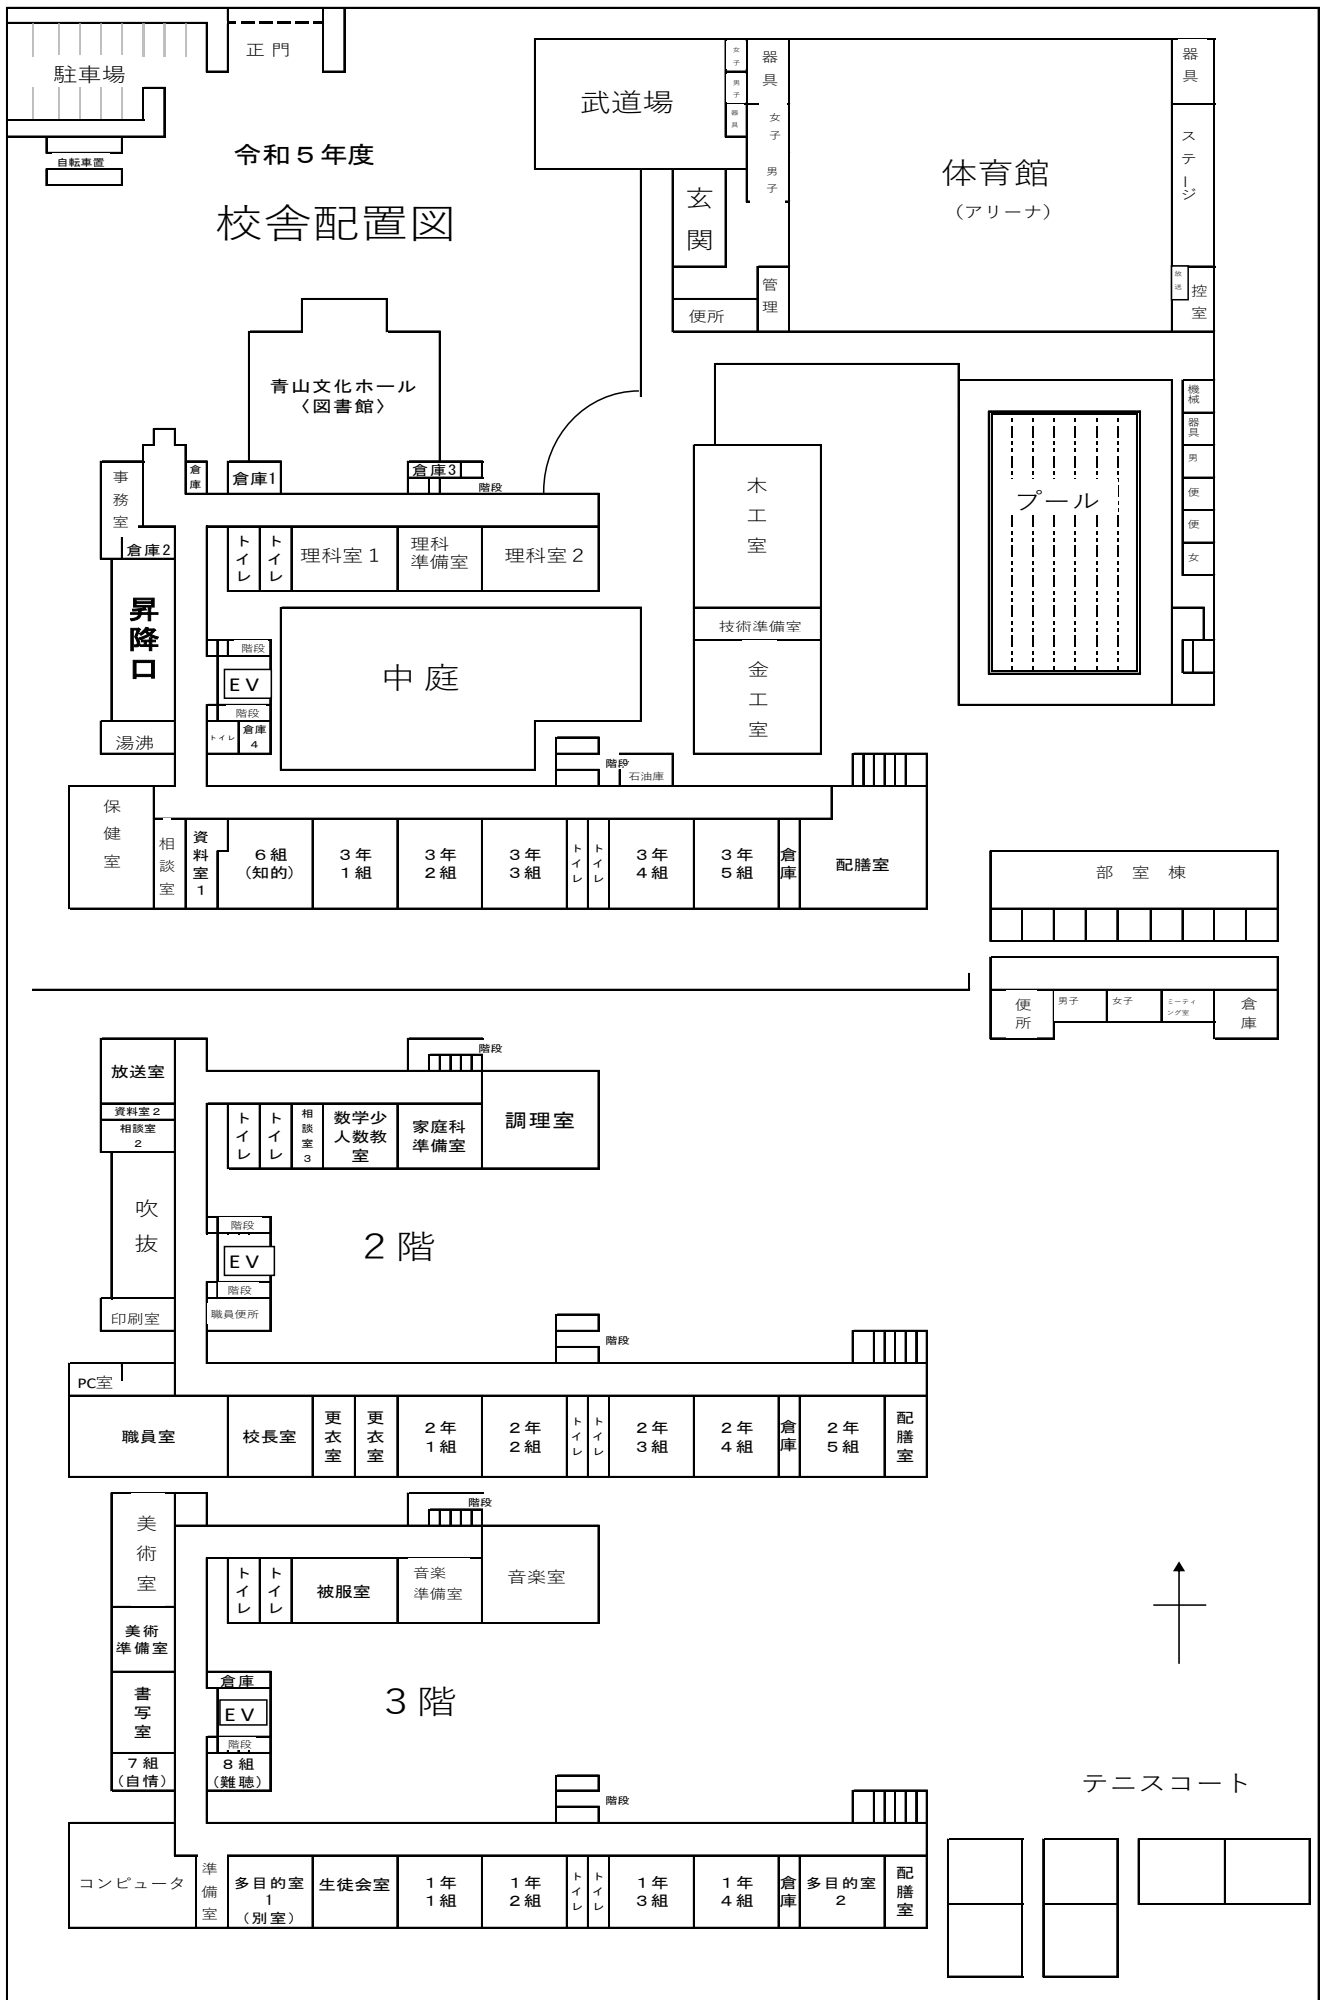 正門
駐車場
自転車置
令和５年度
校舎配置図
武道場
女子
男子
器具
器具
女子
男子
体育館
（アリーナ）
器具
ステージ
放送
控室
玄関
便所
管理
青山文化ホール
〈図書館〉
事務室
倉庫
倉庫1
倉庫3
階段
倉庫2
トイレ
トイレ
理科室１
理科
準備室
理科室２
昇降口
階段
EV
階段
トイレ
倉庫
4
湯沸
中庭
木工室
技術準備室
金工室
プール
機械
器具
男
便
便
女
階段
石油庫
保健室
相談室
資料室1
６組
（知的）
３年
１組
３年
２組
３年
３組
トイレ
トイレ
３年
４組
３年
５組
倉庫
配膳室
部室棟
便所
男子
女子
ミーティ
ング室
倉庫
放送室
資料室２
相談室
2
吹抜
印刷室
階段
トイレ
トイレ
相談室3
数学少
人数教
室
家庭科
準備室
調理室
階段
EV
階段
職員便所
２階
階段
PC室
職員室
校長室
更衣室
更衣室
２年
１組
２年
２組
トイレ
トイレ
２年
３組
２年
４組
倉庫
２年
５組
配膳室
美術室
美術
準備室
書写室
７組
（自情）
階段
トイレ
トイレ
被服室
音楽
準備室
音楽室
倉庫
EV
階段
８組
（難聴）
３階
階段
コンピュータ
準備室
多目的室
1
（別室）
生徒会室
１年
１組
１年
２組
トイレ
トイレ
１年
３組
１年
４組
倉庫
多目的室
2
配膳室
テニスコート